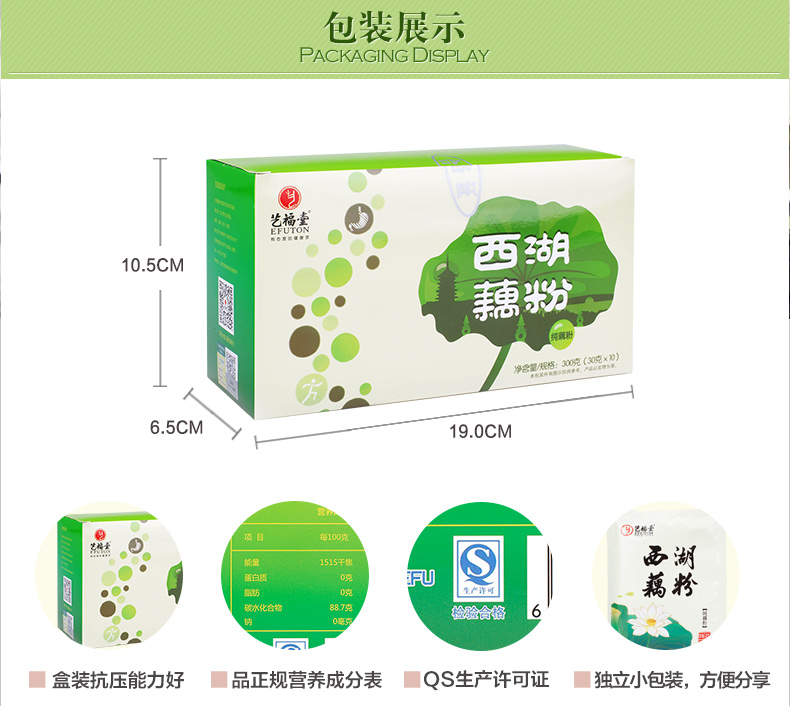 包装展示
PACKAGING DISPLAY
艺福堂
EFUTON
西湖
藕粉
纯藕粉
净含量/规格：300克（30克×10）
10.5CM
6.5CM
19.0CM
艺福堂
EFUTON
营养
项目 每100克
能量 1515千焦
蛋白质 0克
脂肪 0克
碳水化合物 88.7克
钠 0毫克
EFU
生产许可
检验合格
6
艺福堂
西湖
藕粉
盒装抗压能力好
品正规营养成分表
QS生产许可证
独立小包装，方便分享